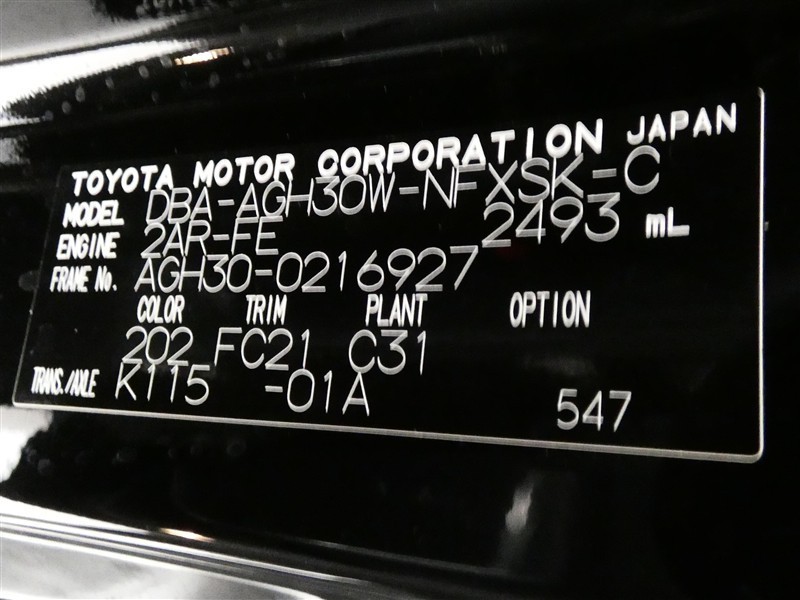 TOYOTA MOTOR CORPORATION JAPAN
MODEL DBA-AGH30W-NFXSK-C
ENGINE 2AR-FE 2493 mL
FRAME No. AGH30-0216927
COLOR TRIM PLANT OPTION
202 FC21 C31
TRANS./AXLE K115 -01A 547